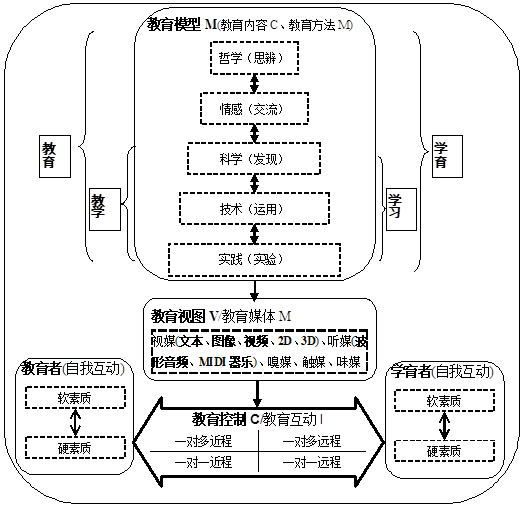 教育模型 M(教育内容 C、教育方法 M)
哲学（思辨）
情感（交流）
科学（发现）
技术（运用）
实践（实验）
教育
教学
学育
学习
教育视图 V/教育媒体 M
视媒(文本、图像、视频、2D、3D)、听媒(波
形音频、MIDI 器乐)、嗅媒、触媒、味媒
教育者(自我互动)
软素质
硬素质
学育者(自我互动)
软素质
硬素质
教育控制 C/教育互动 I
一对多近程
一对多远程
一对一近程
一对一远程